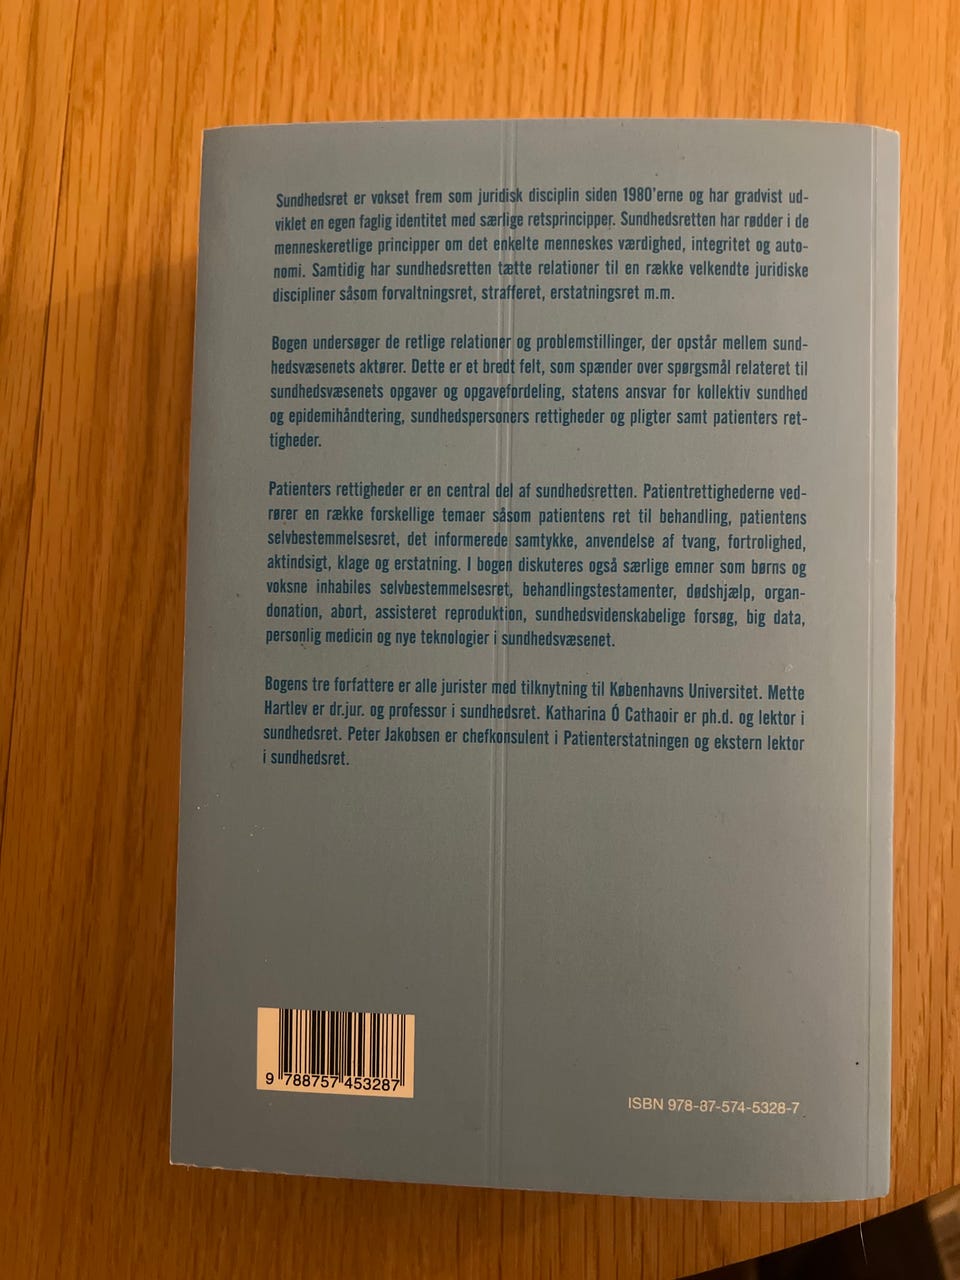 Sundhedsret er vokset frem som juridisk disciplin siden 1980'erne og har gradvist ud-
viklet en egen faglig identitet med særlige retsprincipper. Sundhedsretten har rødder i de
menneskeretlige principper om det enkelte menneskes værdighed, integritet og auto-
nomi. Samtidig har sundhedsretten tætte relationer til en række velkendte juridiske
discipliner såsom forvaltningsret, strafferet, erstatningsret m.m.
Bogen undersøger de retlige relationer og problemstillinger, der opstår mellem sund-
hedsvæsenets aktører. Dette er et bredt felt, som spænder over spørgsmål relateret til
sundhedsvæsenets opgaver og opgavefordeling, statens ansvar for kollektiv sundhed
og epidemihåndtering, sundhedspersoners rettigheder og pligter samt patienters ret-
tigheder.
Patienters rettigheder er en central del af sundhedsretten. Patientrettighederne ved-
rører en række forskellige temaer såsom patientens ret til behandling, patientens
selvbestemmelsesret, det informerede samtykke, anvendelse af tvang, fortrolighed,
aktindsigt, klage og erstatning. I bogen diskuteres også særlige emner som børns og
voksne inhabiles selvbestemmelsesret, behandlingstestamenter, dødshjælp, organ-
donation, abort, assisteret reproduktion, sundhedsvidenskabelige forsøg, big data,
personlig medicin og nye teknologier i sundhedsvæsenet.
Bogens tre forfattere er alle jurister med tilknytning til Københavns Universitet. Mette
Hartlev er dr.jur. og professor i sundhedsret. Katharina Ó Cathaoir er ph.d. og lektor i
sundhedsret. Peter Jakobsen er chefkonsulent i Patienterstatningen og ekstern lektor
i sundhedsret.
9 788757 453287
ISBN 978-87-574-5328-7